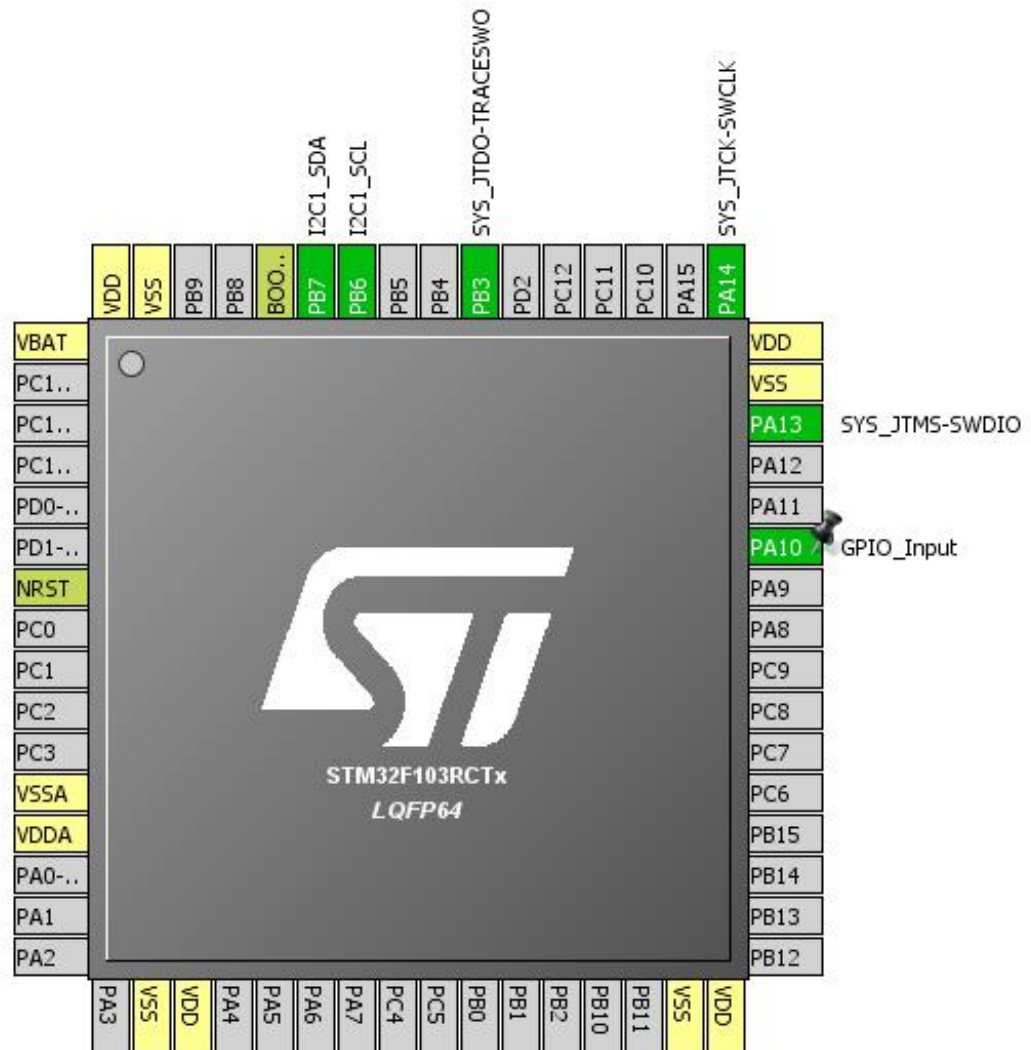 I2C1_SDA
I2C1_SCL
SYS_JTDO-TRACESWO
SYS_JTCK-SWCLK
VDD
VSS
PB9
PB8
BOO..
PB7
PB6
PB5
PB4
PB3
PD2
PC12
PC11
PC10
PA15
PA14
VBAT
PC1..
PC1..
PC1..
PD0-..
PD1-..
NRST
PC0
PC1
PC2
PC3
VSSA
VDDA
PA0-..
PA1
PA2
VDD
VSS
PA13 SYS_JTMS-SWDIO
PA12
PA11
PA10 GPIO_Input
PA9
PA8
PC9
PC8
PC7
PC6
PB15
PB14
PB13
PB12
ST
STM32F103RCTx
LQFP64
PA3
VSS
VDD
PA4
PA5
PA6
PA7
PC4
PC5
PB0
PB1
PB2
PB10
PB11
VSS
VDD